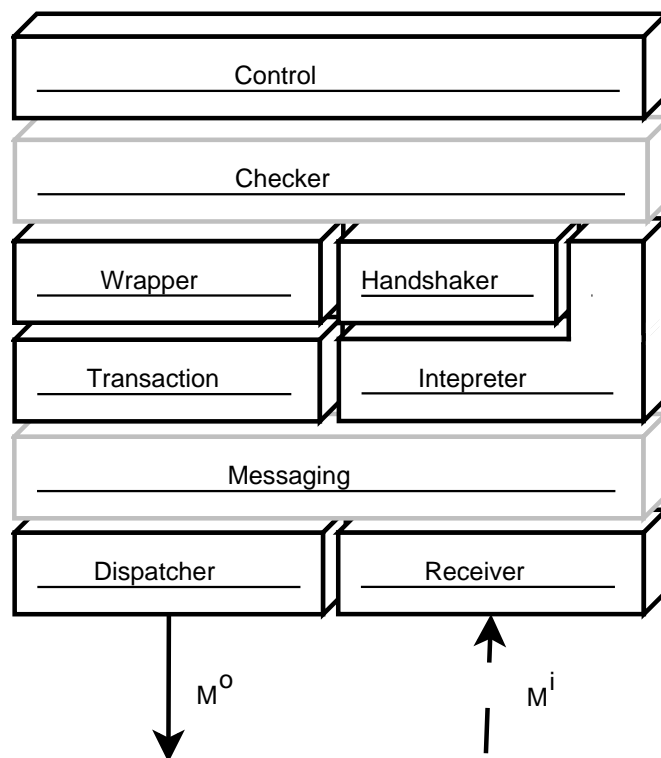 Control
Checker
Wrapper
Handshaker
Transaction
Intepreter
Messaging
Dispatcher
Receiver
M^o
M^i